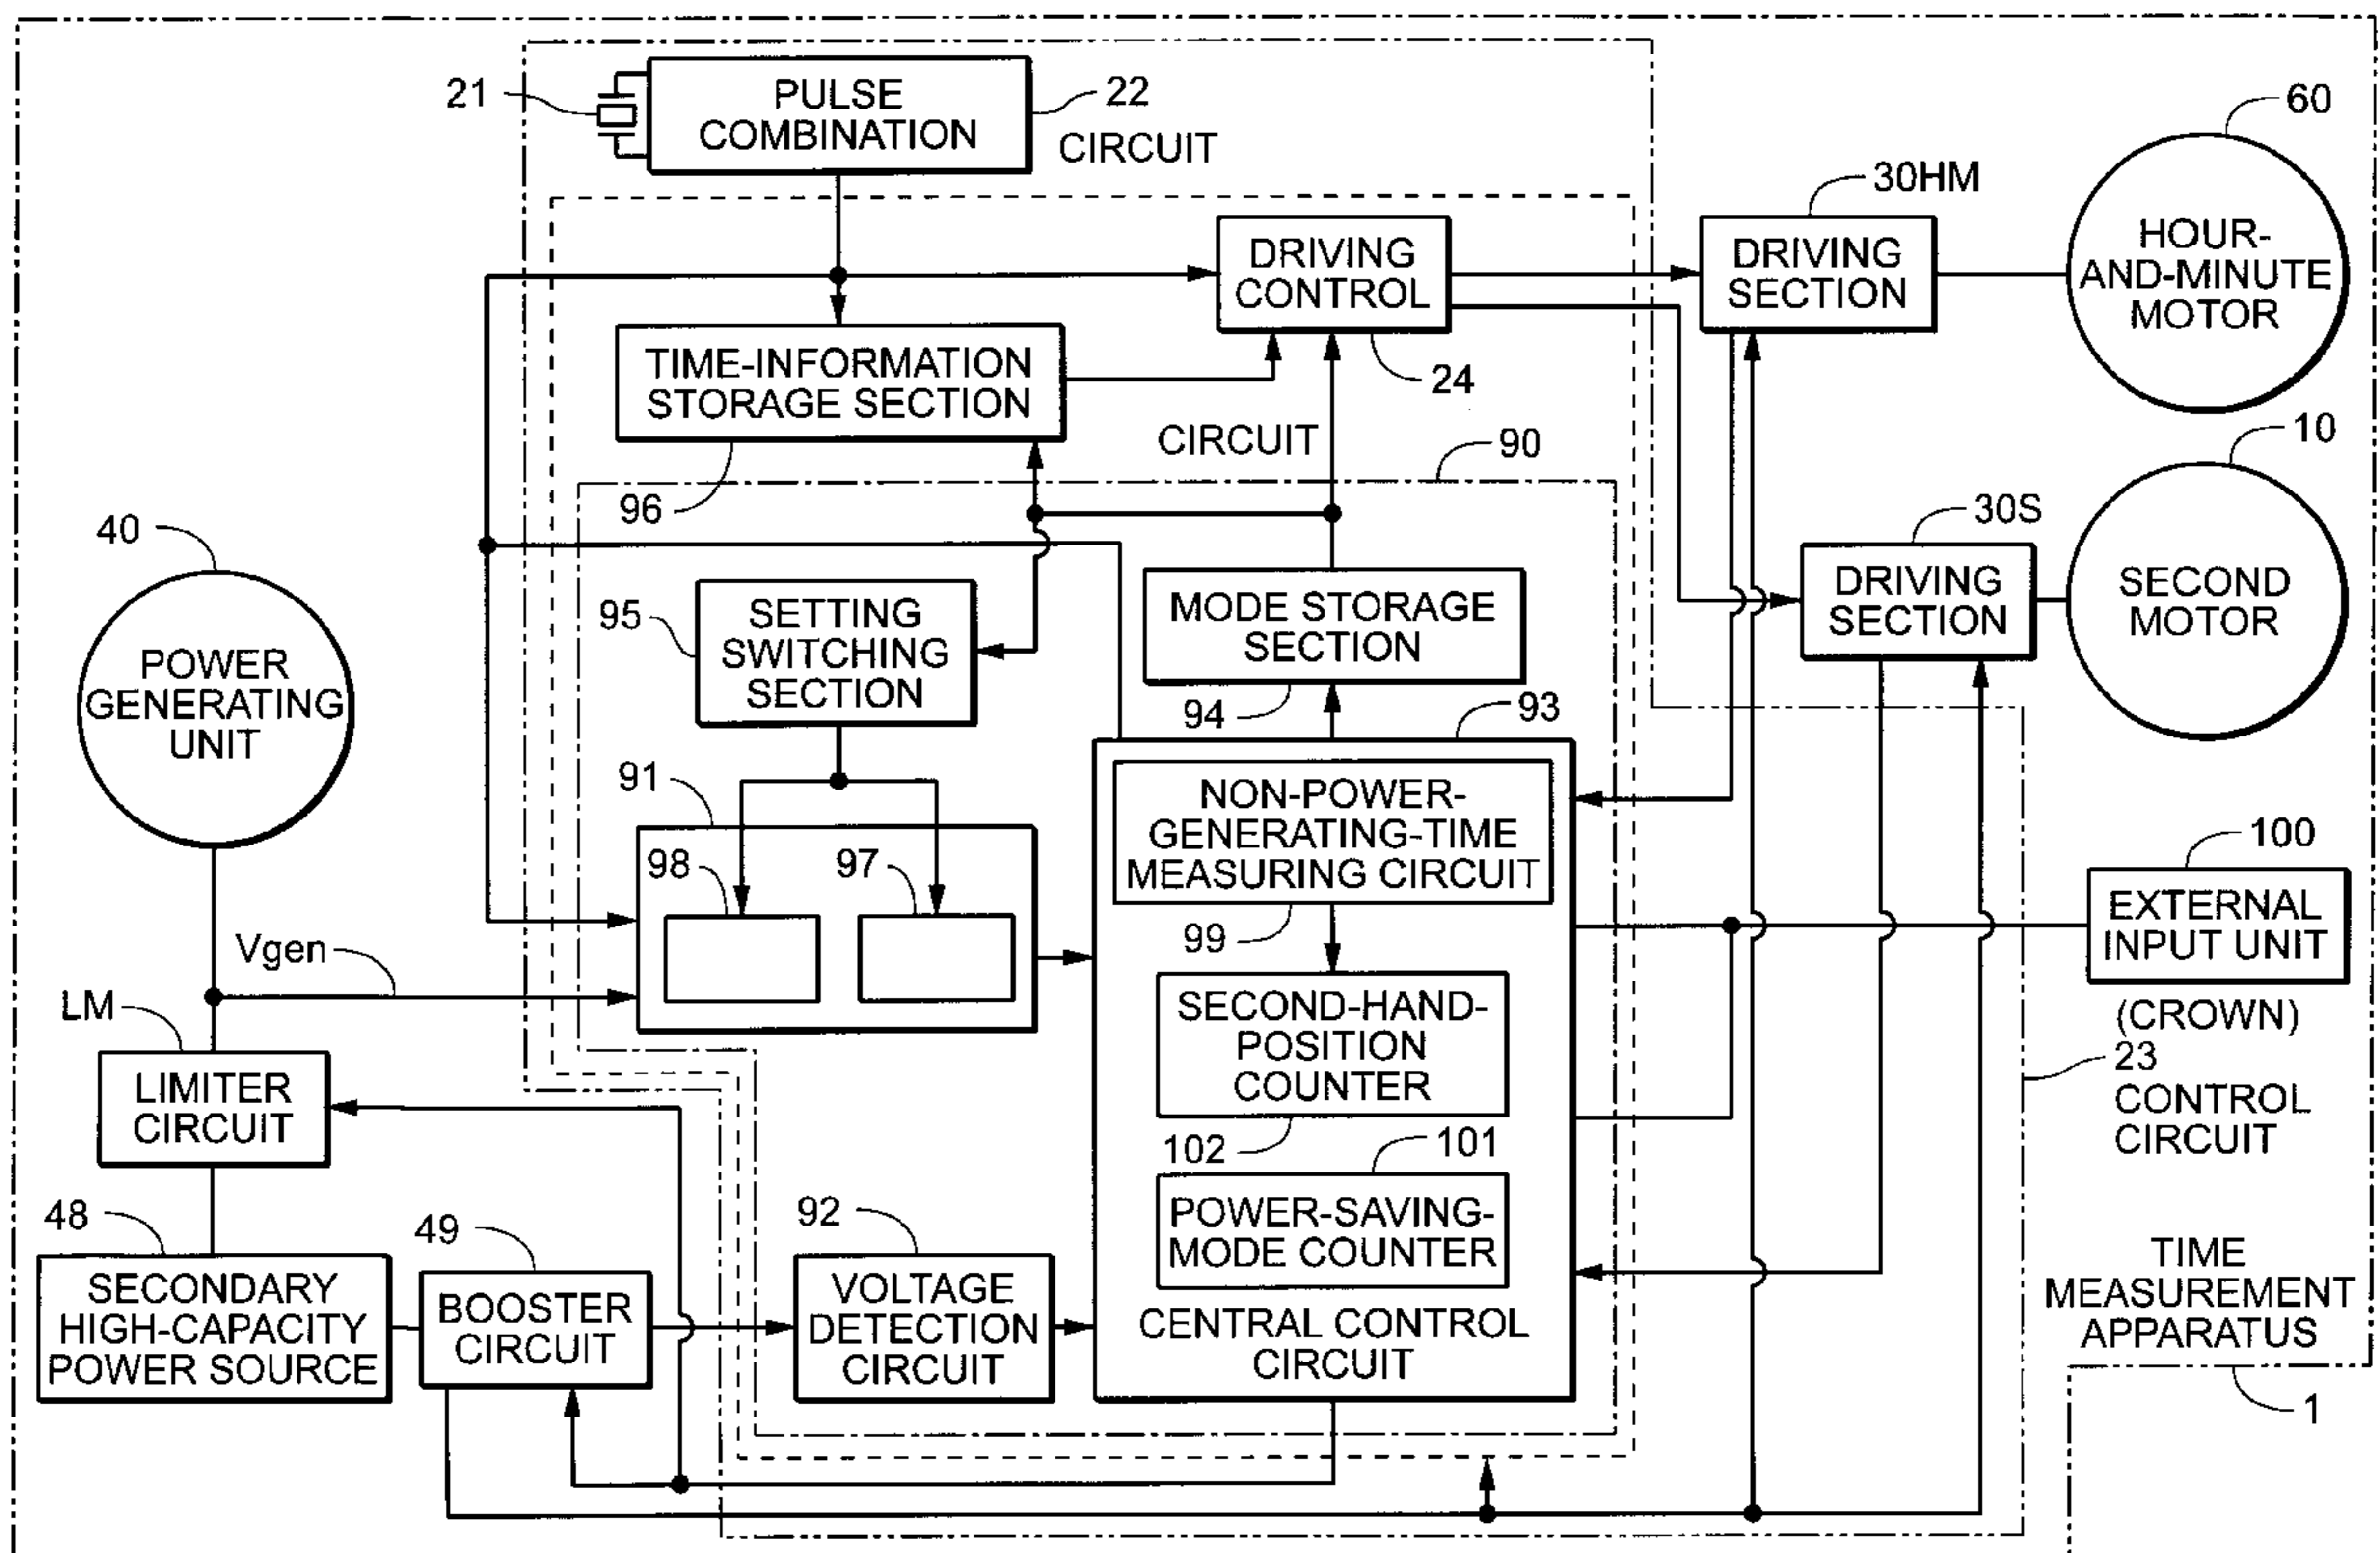 21
PULSE
COMBINATION
22
CIRCUIT
60
30HM
HOUR-
AND-MINUTE
MOTOR
DRIVING
CONTROL
DRIVING
SECTION
TIME-INFORMATION
STORAGE SECTION
24
CIRCUIT
90
10
96
40
30S
SECOND
MOTOR
DRIVING
SECTION
95
SETTING
SWITCHING
SECTION
MODE STORAGE
SECTION
POWER
GENERATING
UNIT
94
93
91
NON-POWER-
GENERATING-TIME
MEASURING CIRCUIT
98
97
99
100
EXTERNAL
INPUT UNIT
(CROWN)
Vgen
LM
LIMITER
CIRCUIT
SECOND-HAND-
POSITION
COUNTER
23
CONTROL
CIRCUIT
102
101
48
49
92
POWER-SAVING-
MODE COUNTER
SECONDARY
HIGH-CAPACITY
POWER SOURCE
BOOSTER
CIRCUIT
VOLTAGE
DETECTION
CIRCUIT
CENTRAL CONTROL
CIRCUIT
TIME
MEASUREMENT
APPARATUS
1